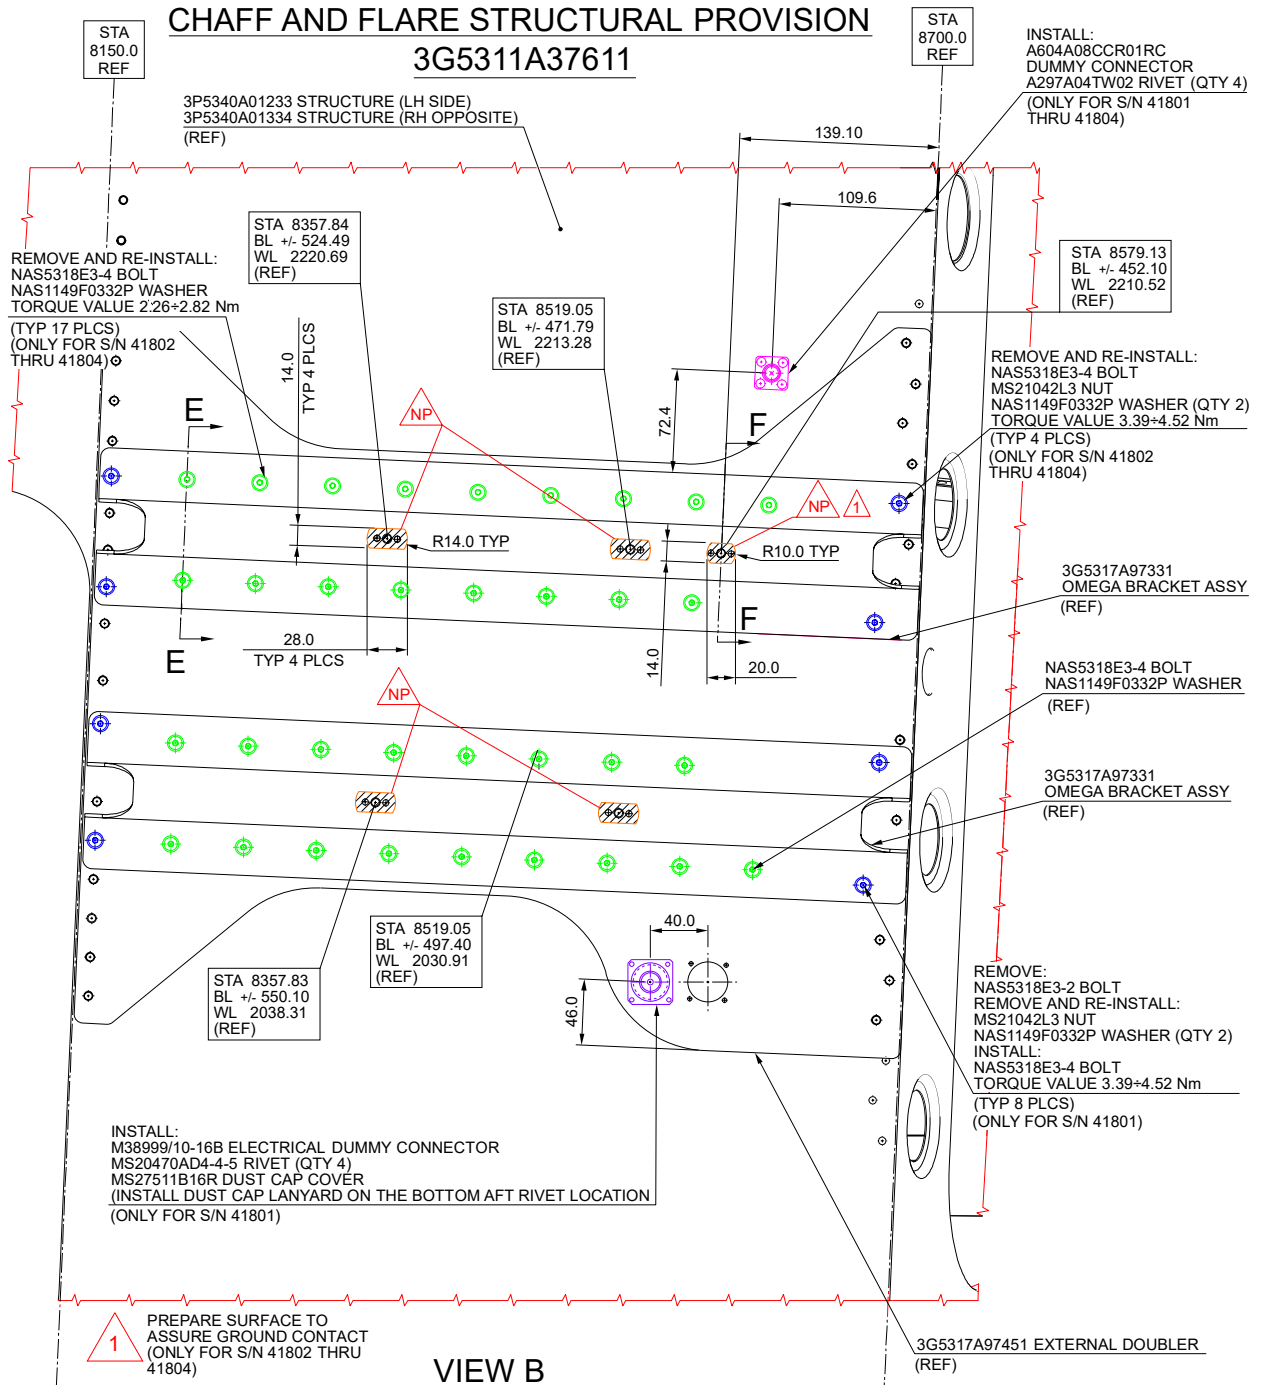 CHAFF AND FLARE STRUCTURAL PROVISION
3G5311A37611
STA
8150.0
REF
STA
8700.0
REF
INSTALL:
A604A08CCR01RC
DUMMY CONNECTOR
A297A04TW02 RIVET (QTY 4)
(ONLY FOR S/N 41801
THRU 41804)
3P5340A01233 STRUCTURE (LH SIDE)
3P5340A01334 STRUCTURE (RH OPPOSITE)
(REF)
139.10
109.6
STA 8357.84
BL +/- 524.49
WL 2220.69
(REF)
REMOVE AND RE-INSTALL:
NAS5318E3-4 BOLT
NAS1149F0332P WASHER
TORQUE VALUE 2.26÷2.82 Nm
(TYP 17 PLCS)
(ONLY FOR S/N 41802
THRU 41804)
STA 8519.05
BL +/- 471.79
WL 2213.28
(REF)
STA 8579.13
BL +/- 452.10
WL 2210.52
(REF)
14.0
TYP 4 PLCS
72.4
REMOVE AND RE-INSTALL:
NAS5318E3-4 BOLT
MS21042L3 NUT
NAS1149F0332P WASHER (QTY 2)
TORQUE VALUE 3.39÷4.52 Nm
(TYP 4 PLCS)
(ONLY FOR S/N 41802
THRU 41804)
E
NP
F
NP
1
R14.0 TYP
R10.0 TYP
3G5317A97331
OMEGA BRACKET ASSY
(REF)
E
28.0
TYP 4 PLCS
F
14.0
20.0
NP
NAS5318E3-4 BOLT
NAS1149F0332P WASHER
(REF)
3G5317A97331
OMEGA BRACKET ASSY
(REF)
STA 8519.05
BL +/- 497.40
WL 2030.91
(REF)
40.0
STA 8357.83
BL +/- 550.10
WL 2038.31
(REF)
46.0
REMOVE:
NAS5318E3-2 BOLT
REMOVE AND RE-INSTALL:
MS21042L3 NUT
NAS1149F0332P WASHER (QTY 2)
INSTALL:
NAS5318E3-4 BOLT
TORQUE VALUE 3.39÷4.52 Nm
(TYP 8 PLCS)
(ONLY FOR S/N 41801)
INSTALL:
M38999/10-16B ELECTRICAL DUMMY CONNECTOR
MS20470AD4-4-5 RIVET (QTY 4)
MS27511B16R DUST CAP COVER
(INSTALL DUST CAP LANYARD ON THE BOTTOM AFT RIVET LOCATION
(ONLY FOR S/N 41801)
1
PREPARE SURFACE TO
ASSURE GROUND CONTACT
(ONLY FOR S/N 41802 THRU
41804)
VIEW B
3G5317A97451 EXTERNAL DOUBLER
(REF)